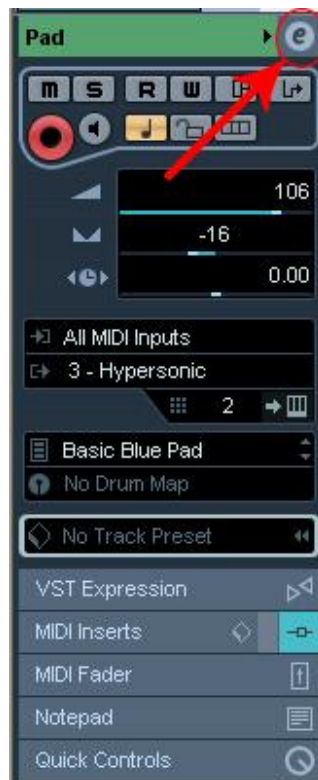 Pad e
m S R W
106
-16
0.00
All MIDI Inputs
3 - Hypersonic
2
Basic Blue Pad
No Drum Map
No Track Preset
VST Expression
MIDI Inserts
MIDI Fader f
Notepad
Quick Controls